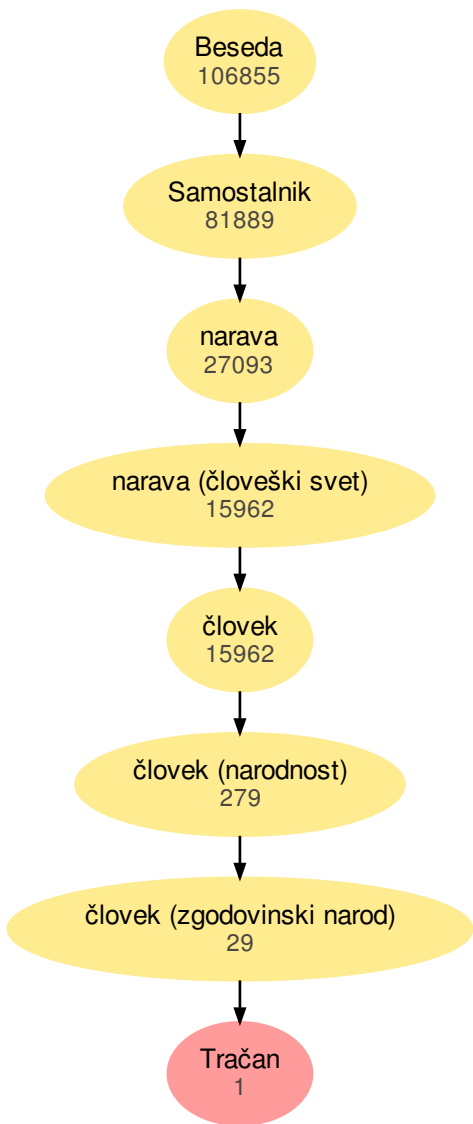 Beseda
106855
Samostalnik
81889
narava
27093
narava (človeški svet)
15962
človek
15962
človek (narodnost)
279
človek (zgodovinski narod)
29
Tračan
1